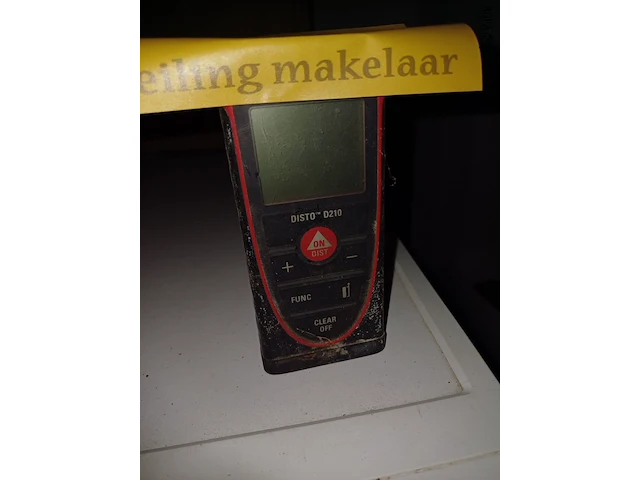 eiling makelaar
DISTO™ D210
ON
DIST
+ −
FUNC
CLEAR
OFF